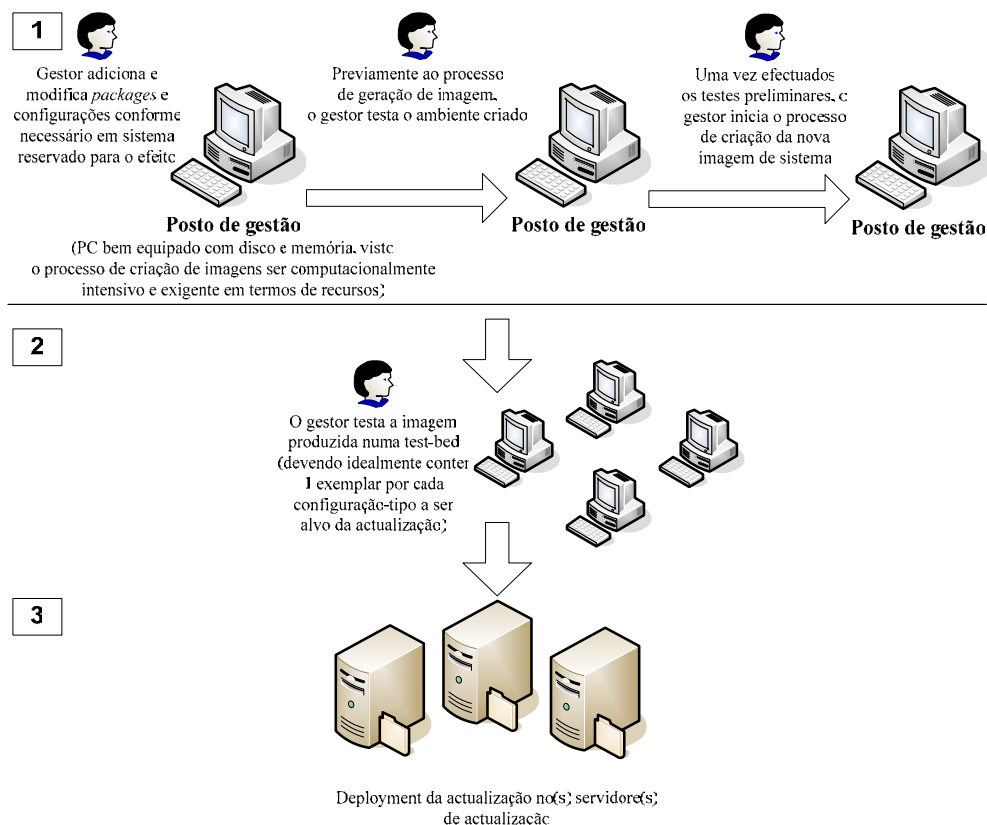 1
Gestor adiciona e
modifica packages e
configurações conforme
necessário em sistema
reservado para o efeito
Previamente ao processo
de geração de imagem,
o gestor testa o ambiente criado
Uma vez efectuados
os testes preliminares, o
gestor inicia o processo
de criação da nova
imagem de sistema
Posto de gestão
Posto de gestão
Posto de gestão
(PC bem equipado com disco e memória, visto
o processo de criação de imagens ser computacionalmente
intensivo e exigente em termos de recursos)
2
O gestor testa a imagem
produzida numa test-bed
(devendo idealmente conter
1 exemplar por cada
configuração-tipo a ser
alvo da actualização)
3
Deployment da actualização no(s) servidore(s)
de actualização